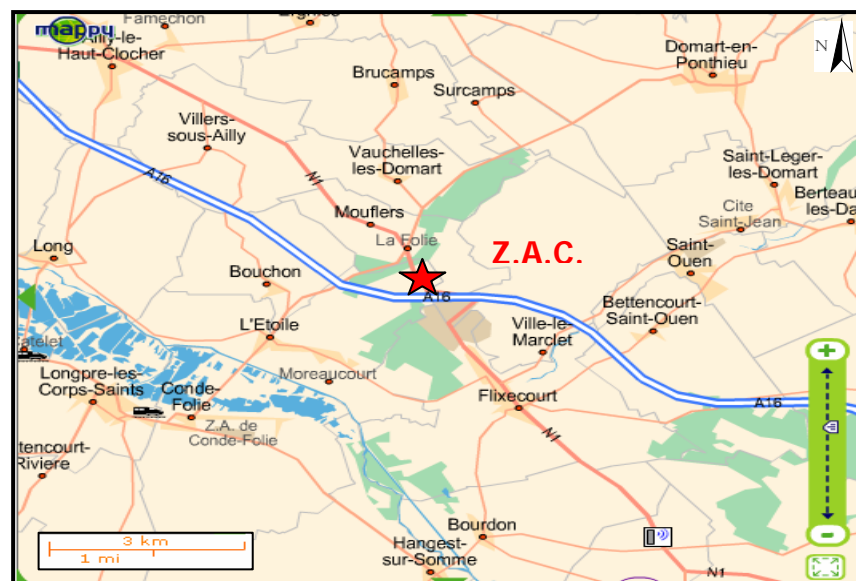 Famechon
mappy
Ailly-le-
Haut-Clocher
Domart-en-
Ponthieu
N
Brucamps
Surcamps
Villers-
sous-Ailly
Vauchelles-
les-Domart
Saint-Leger-
les-Domart
A16
N1
Berteau
les-Da
Mouflers
Cite
Saint-Jean
La Folie
Long
Z.A.C.
Saint-
Ouen
Bouchon
A16
Bettencourt-
Saint-Ouen
L'Etoile
Ville-le-
Marclet
Catelet
Moreaucourt
Longpre-les-
Corps-Saints
Conde-
Folie
Flixecourt
A16
Z.A. de
Conde-Folie
N1
ttencourt-
Riviere
Bourdon
3 km
1 mi
Hangest-
sur-Somme
N1